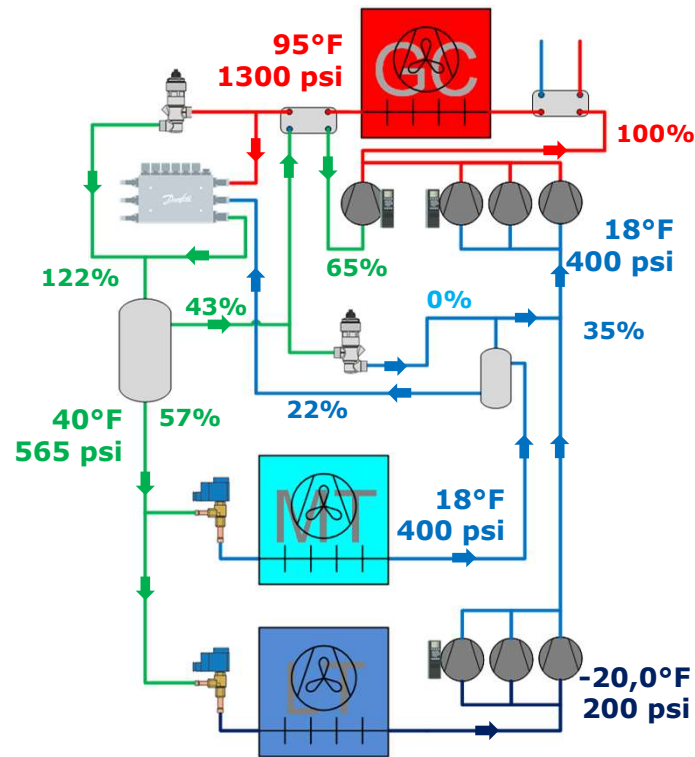 95°F
1300 psi
GC
100%
Danfoss
65%
18°F
400 psi
122%
43%
0%
35%
22%
40°F
565 psi
57%
MT
18°F
400 psi
LT
-20,0°F
200 psi